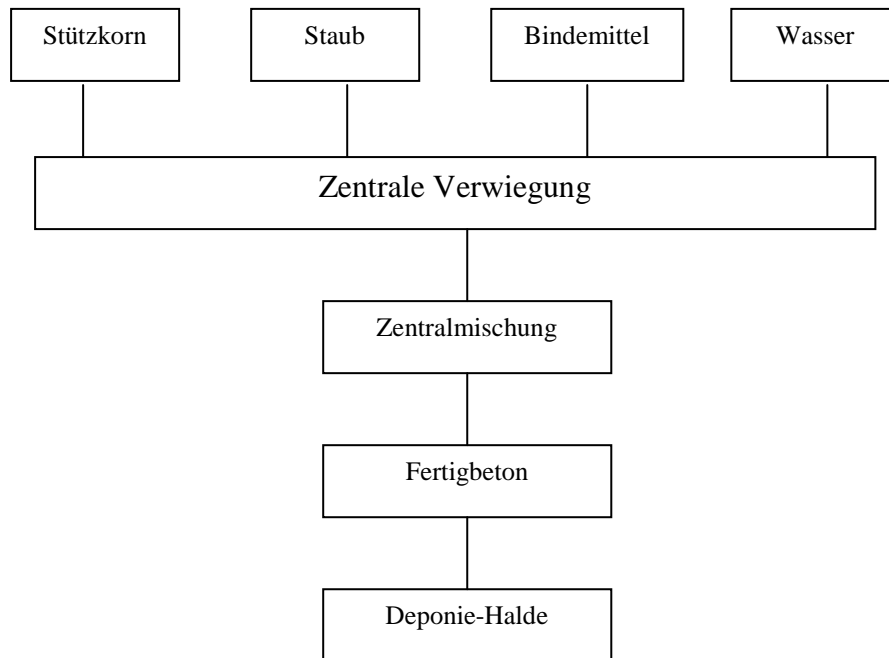 Stützkorn
Staub
Bindemittel
Wasser
Zentrale Verwiegung
Zentralmischung
Fertigbeton
Deponie-Halde